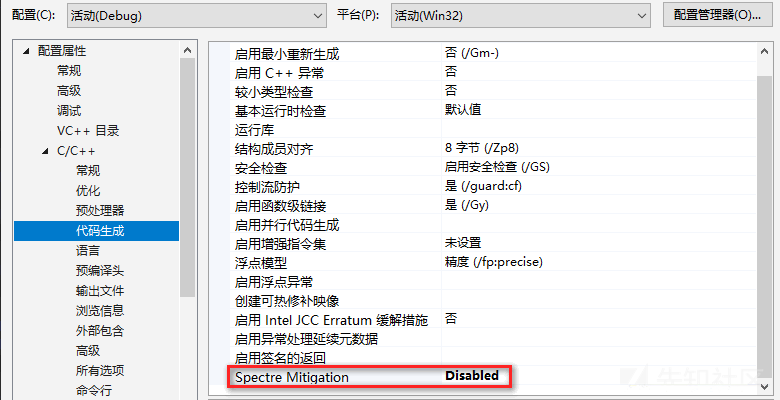 配置(C): 活动(Debug) 平台(P): 活动(Win32) 配置管理器(O)...
配置属性
常规
高级
调试
VC++ 目录
C/C++
常规
优化
预处理器
代码生成
语言
预编译头
输出文件
浏览信息
外部包含
高级
所有选项
命令行
启用最小重新生成 否 (/Gm-)
启用 C++ 异常 否
较小类型检查 否
基本运行时检查 默认值
运行库
结构成员对齐 8 字节 (/Zp8)
安全检查 启用安全检查 (/GS)
控制流防护 是 (/guard:cf)
启用函数级链接 是 (/Gy)
启用并行代码生成
启用增强指令集 未设置
浮点模型 精度 (/fp:precise)
启用浮点异常
创建可热修补映像
启用 Intel JCC Erratum 缓解措施 否
启用异常处理延续元数据
启用签名的返回
Spectre Mitigation Disabled
先知社区